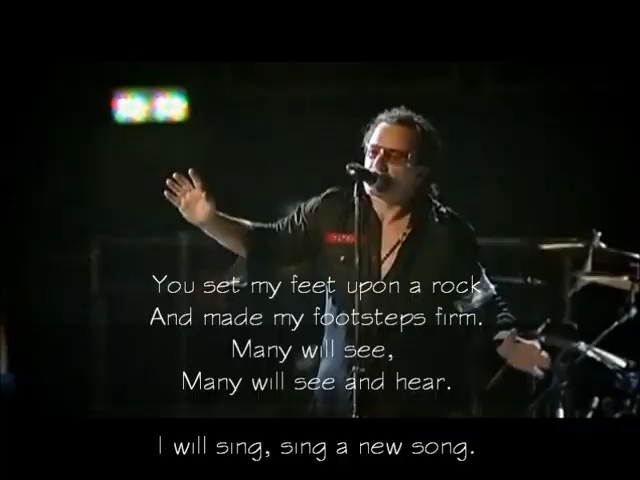 You set my feet upon a rock
And made my footsteps firm.
Many will see,
Many will see and hear.
I will sing, sing a new song.